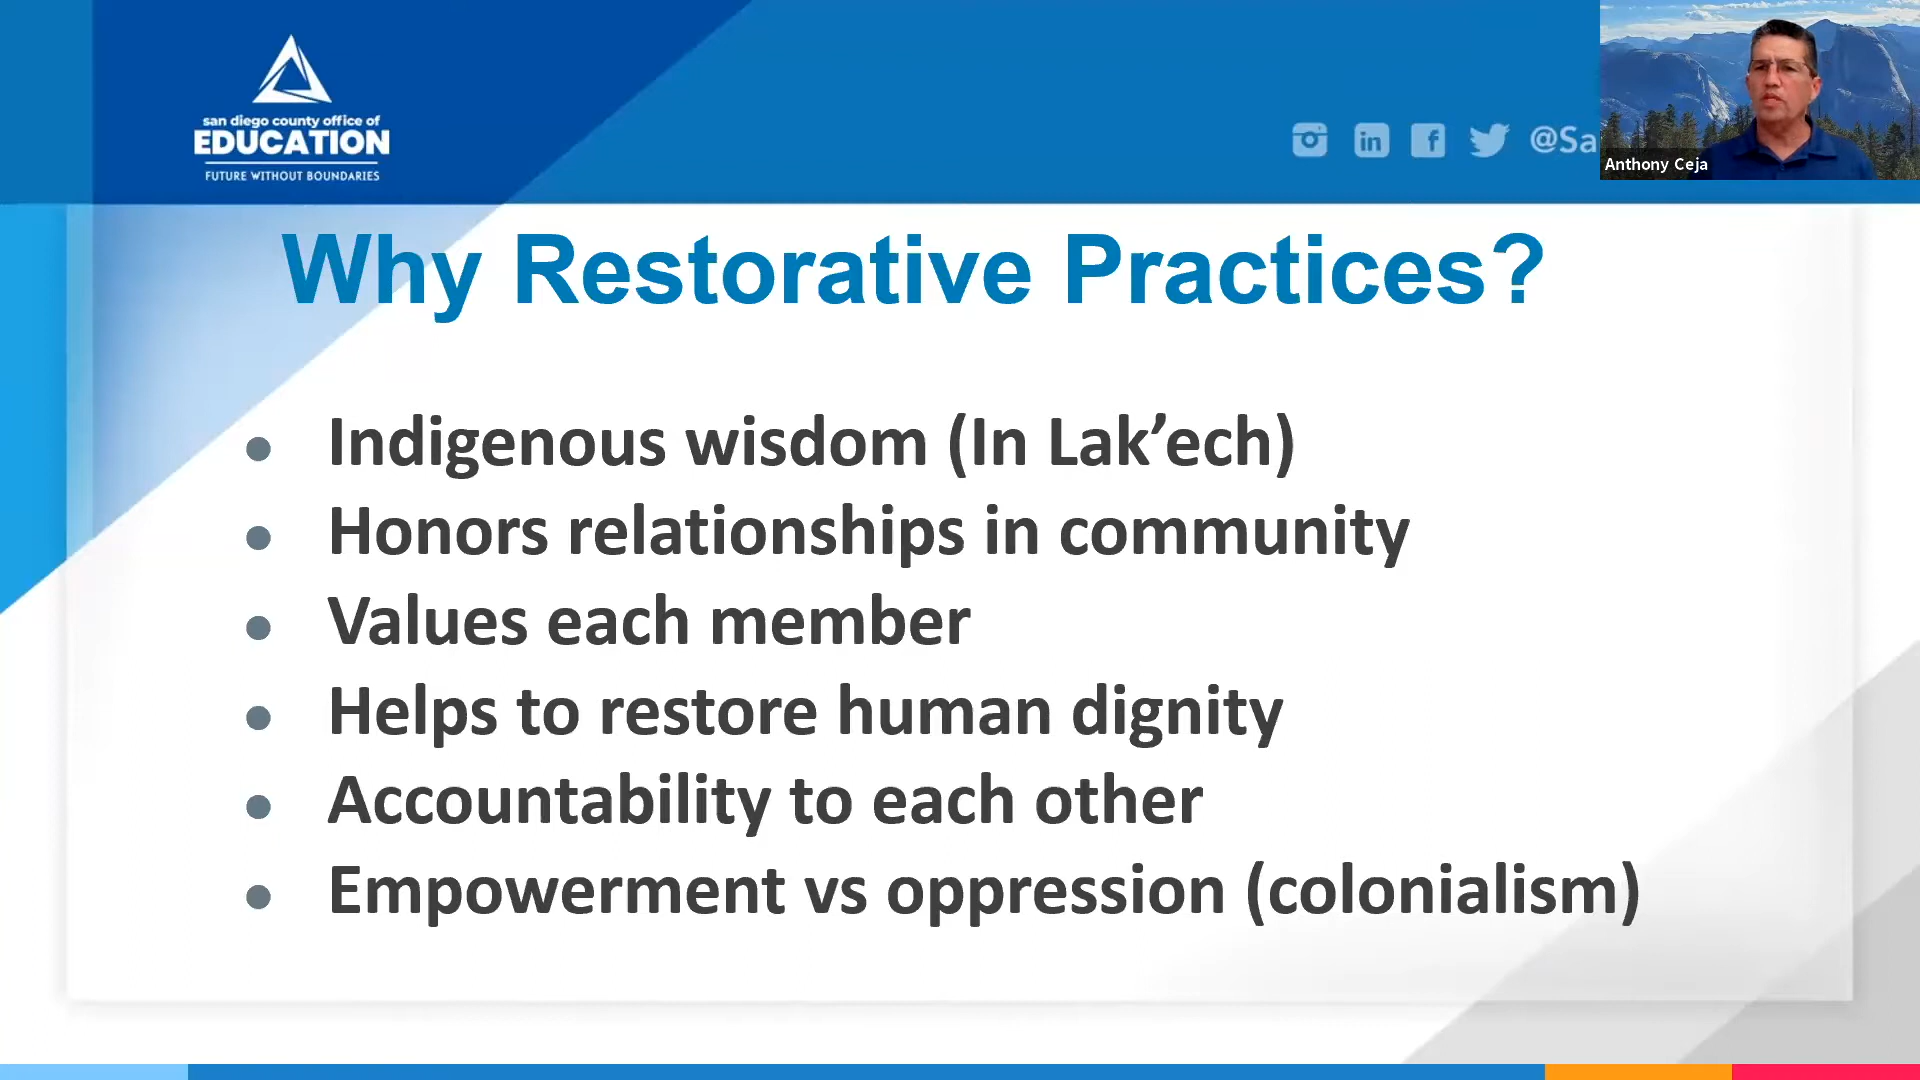 san diego county office of
EDUCATION
FUTURE WITHOUT BOUNDARIES
@Sa
Anthony Ceja
Why Restorative Practices?
• Indigenous wisdom (In Lak’ech)
• Honors relationships in community
• Values each member
• Helps to restore human dignity
• Accountability to each other
• Empowerment vs oppression (colonialism)